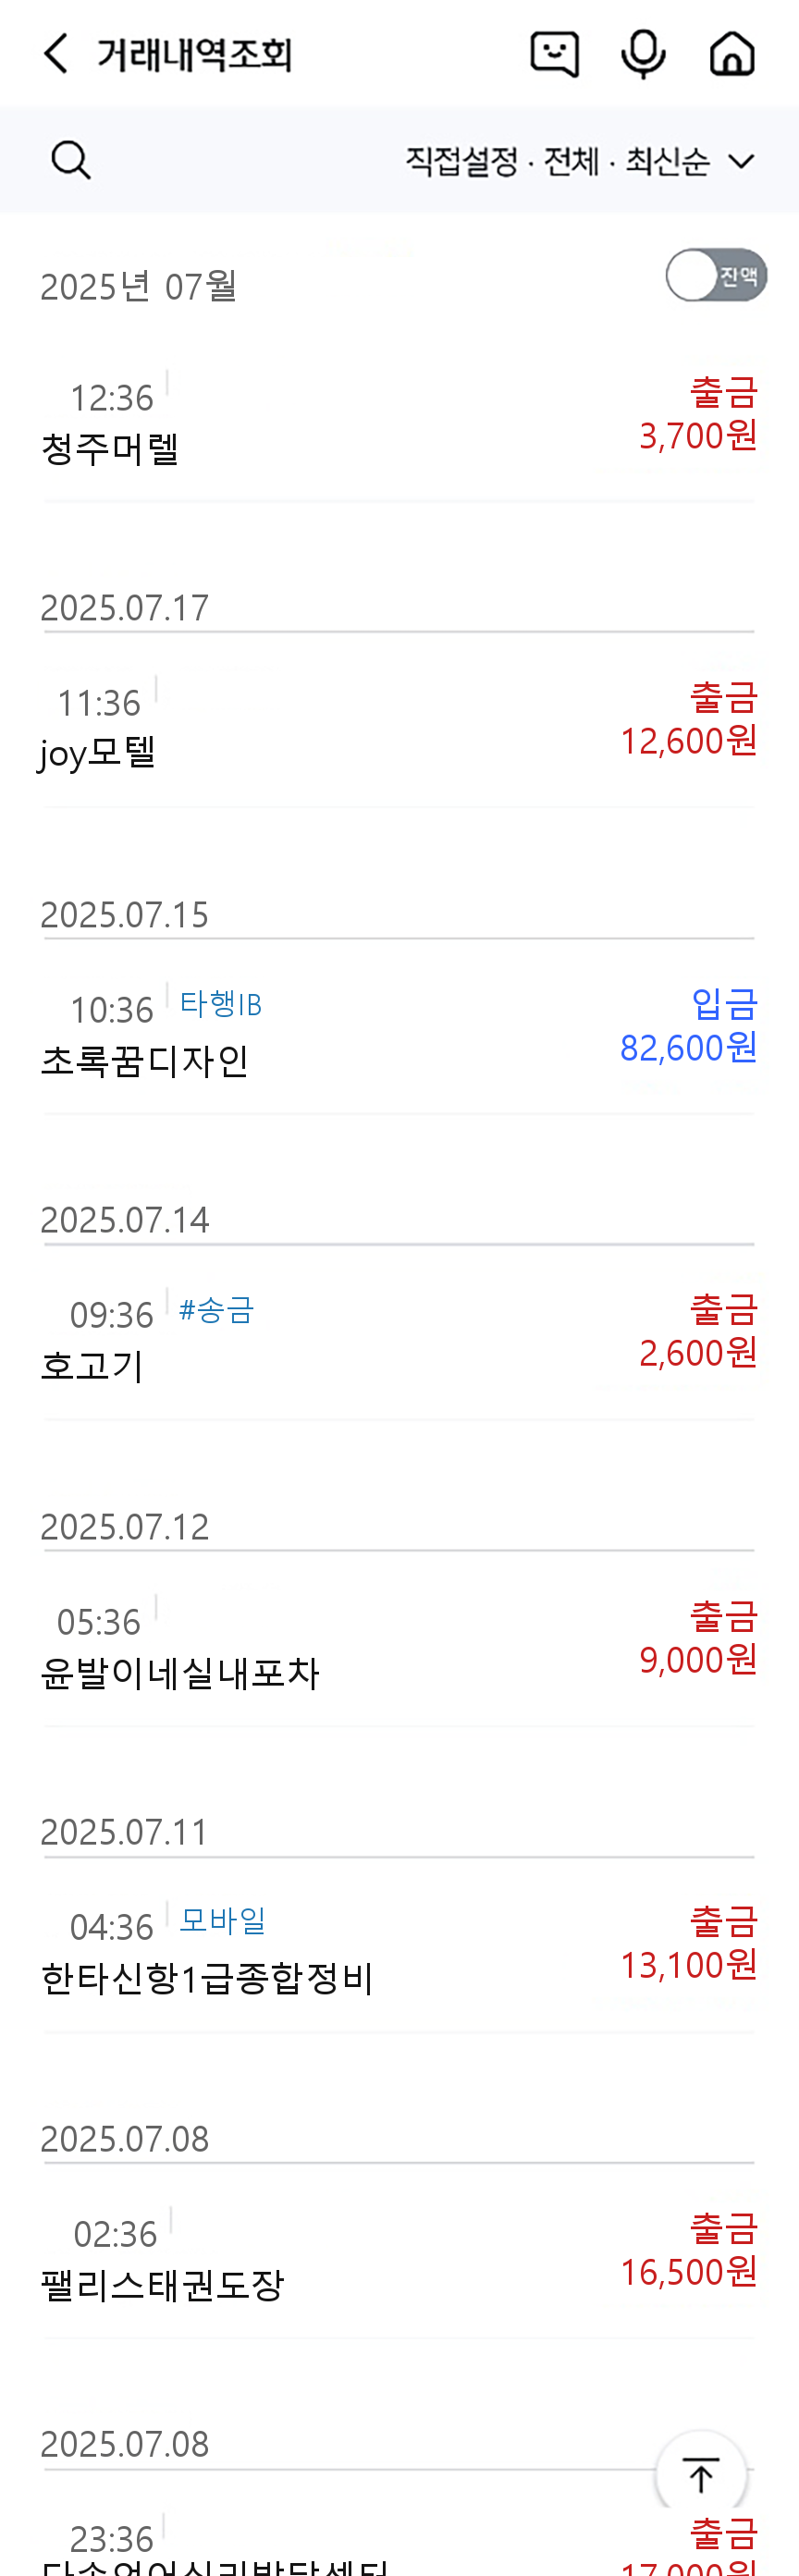 거래내역조회
직접설정 · 전체 · 최신순
2025년 07월
잔액
12:36
출금
청주머렐
3,700원
2025.07.17
11:36
출금
joy모텔
12,600원
2025.07.15
10:36 타행IB
입금
초록꿈디자인
82,600원
2025.07.14
09:36 #송금
출금
호고기
2,600원
2025.07.12
05:36
출금
윤발이네실내포차
9,000원
2025.07.11
04:36 모바일
출금
한타신항1급종합정비
13,100원
2025.07.08
02:36
출금
팰리스태권도장
16,500원
2025.07.08
23:36
출금
17,000원